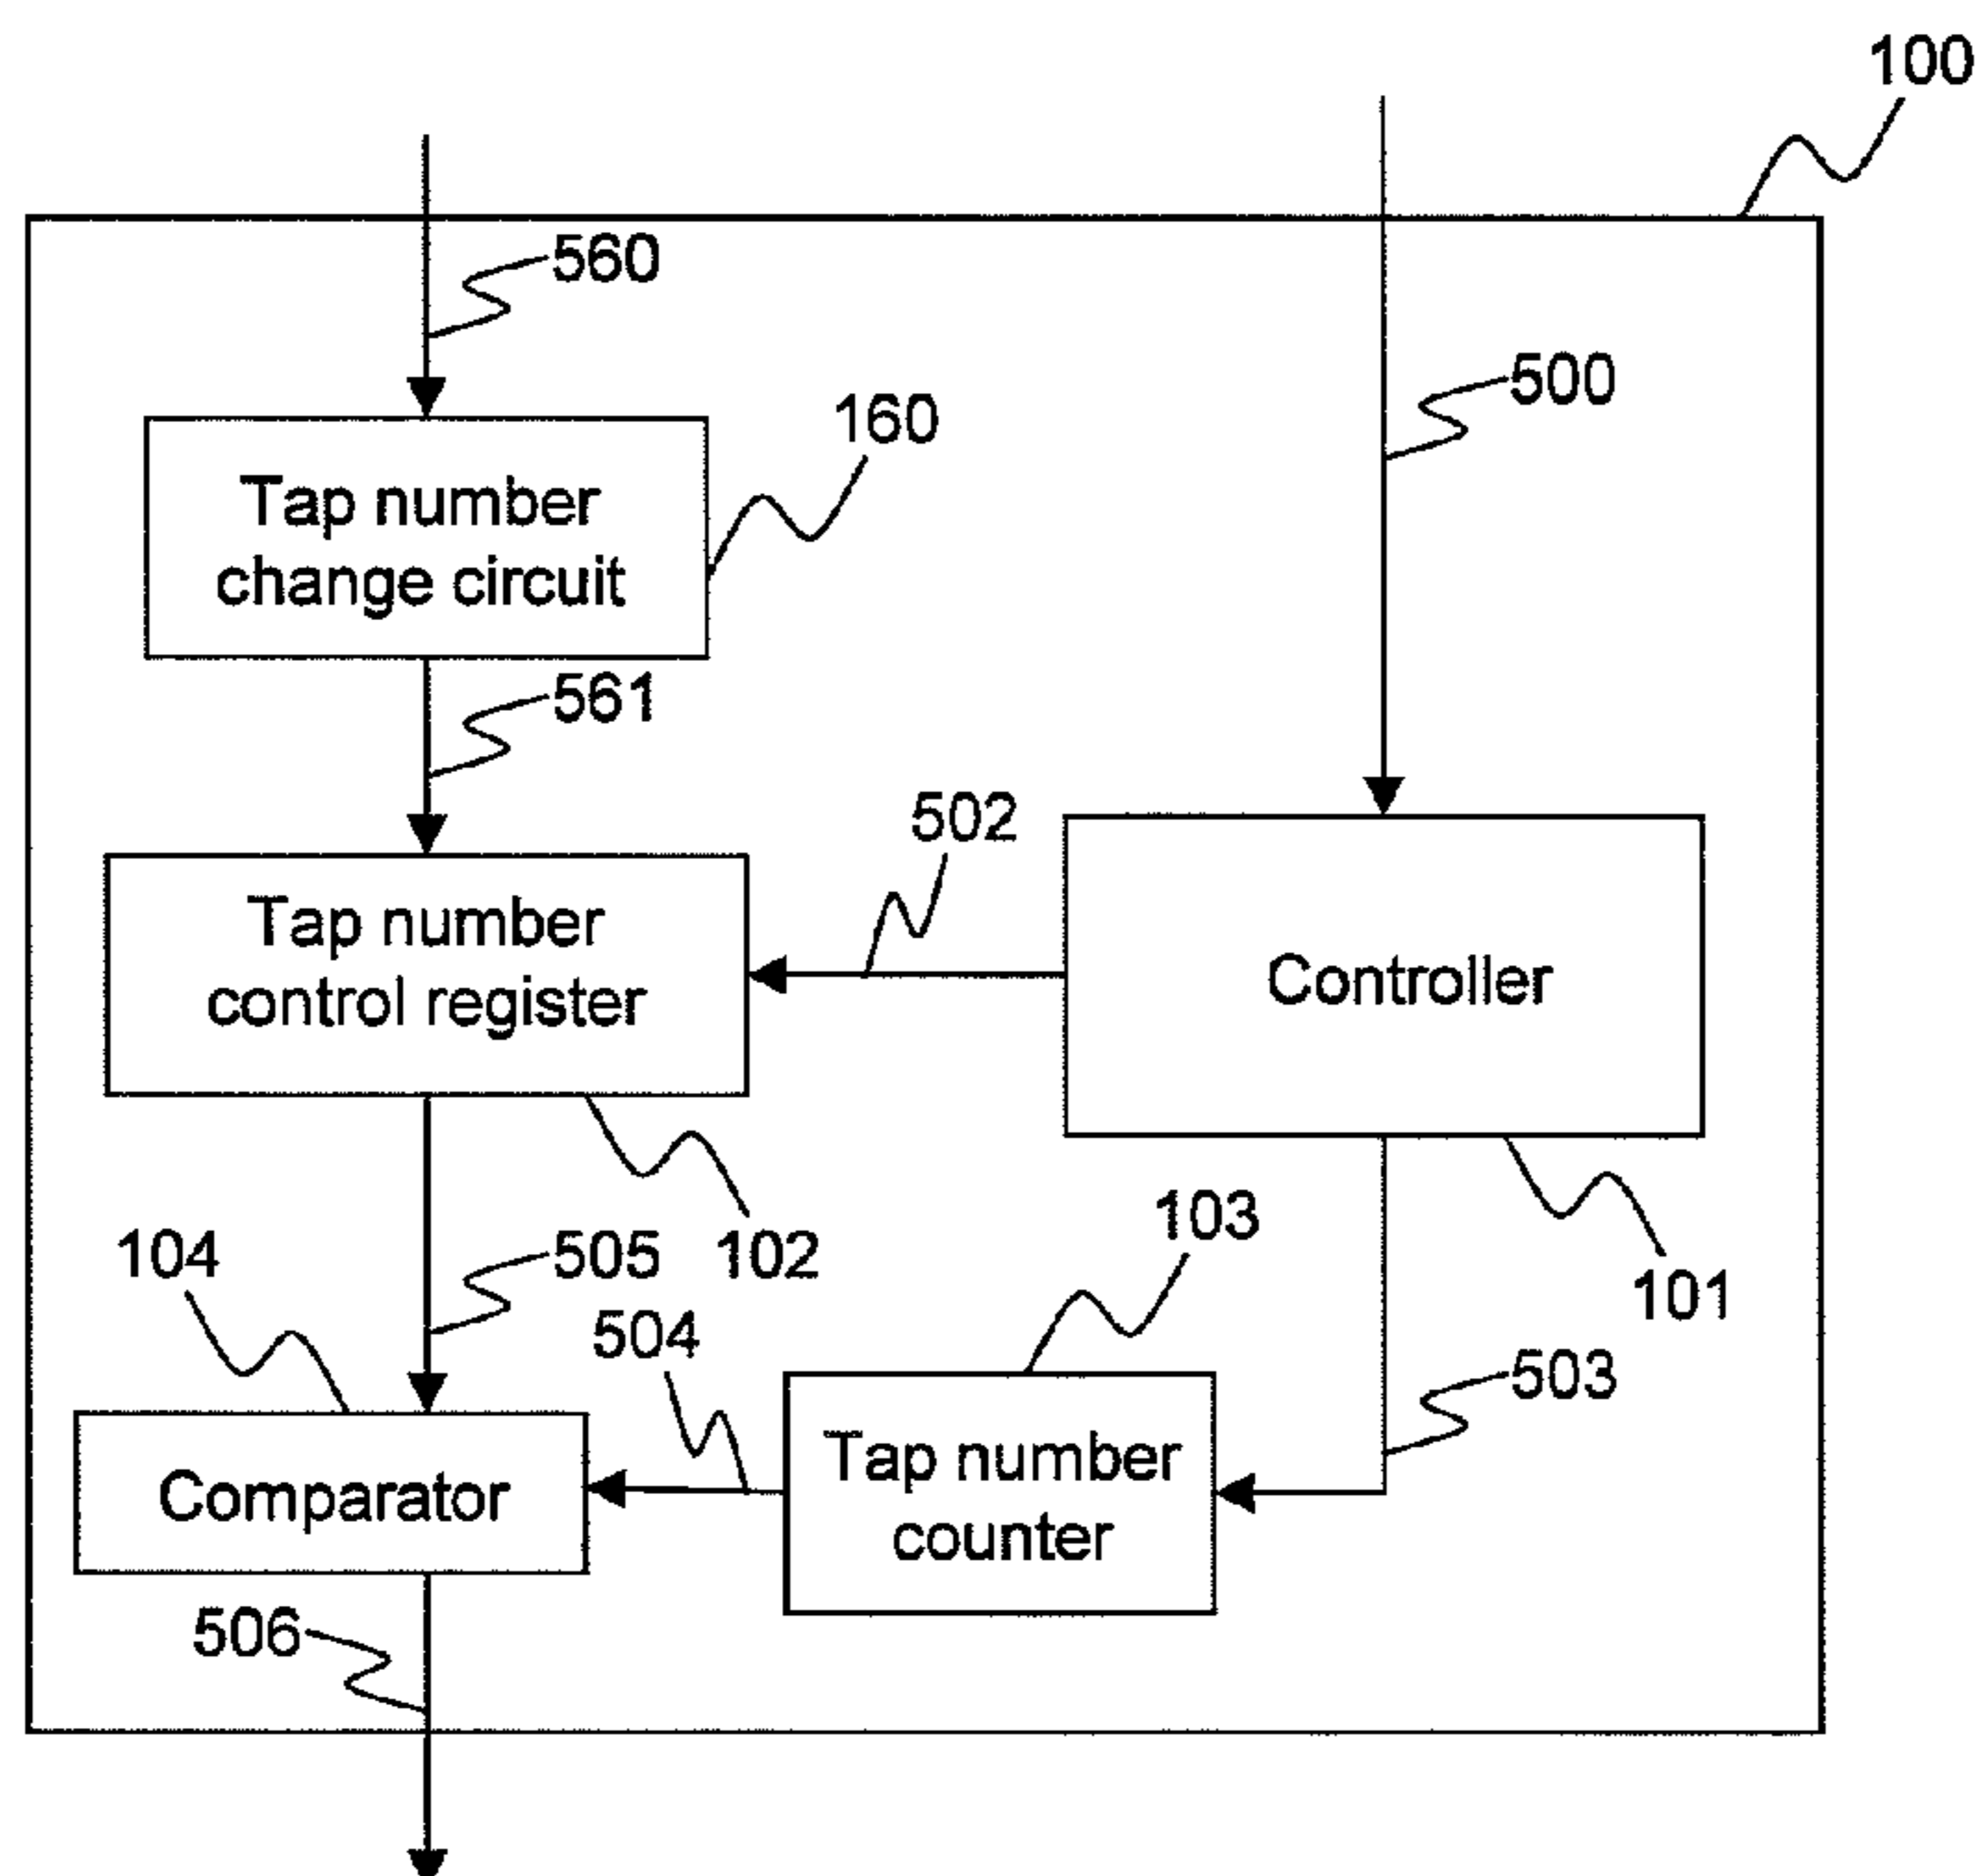 100
560
500
160
Tap number
change circuit
561
502
Tap number
control register
Controller
103
104
505
102
101
504
503
Tap number
counter
Comparator
506